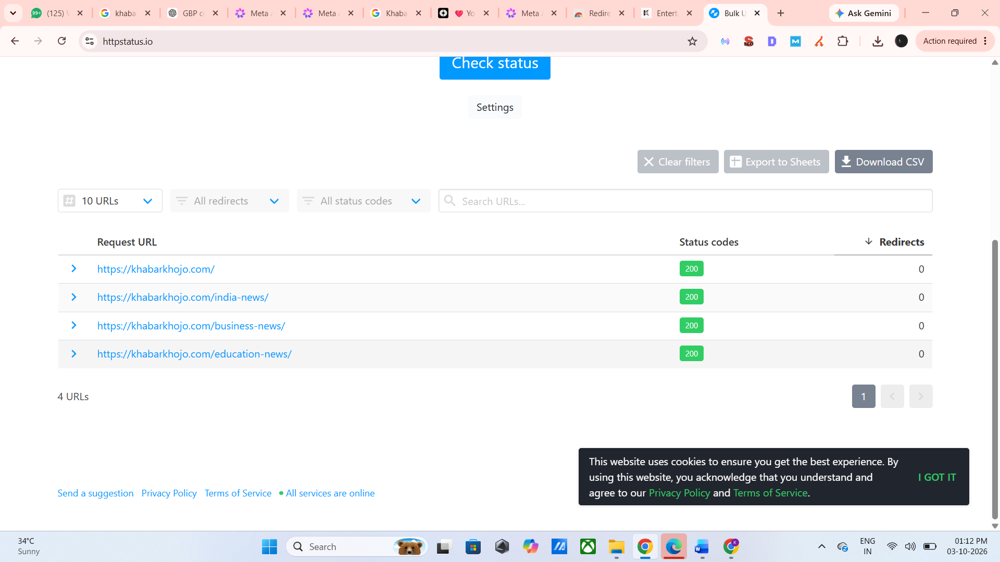 (125) V
khaba
GBP c
Meta A
Meta A
Khaba
Yo
Meta A
Redire
Entert
Bulk U
Ask Gemini
httpstatus.io
SEO
Action required
Check status
Settings
Clear filters
Export to Sheets
Download CSV
10 URLs
All redirects
All status codes
Search URLs...
Request URL
Status codes
Redirects
https://khabarkhojo.com/
200
0
https://khabarkhojo.com/india-news/
200
0
https://khabarkhojo.com/business-news/
200
0
https://khabarkhojo.com/education-news/
200
0
4 URLs
1
This website uses cookies to ensure you get the best experience. By
using this website, you acknowledge that you understand and
agree to our Privacy Policy and Terms of Service.
I GOT IT
Send a suggestion
Privacy Policy
Terms of Service
All services are online
34°C
Sunny
Search
ENG
IN
01:12 PM
03-10-2026